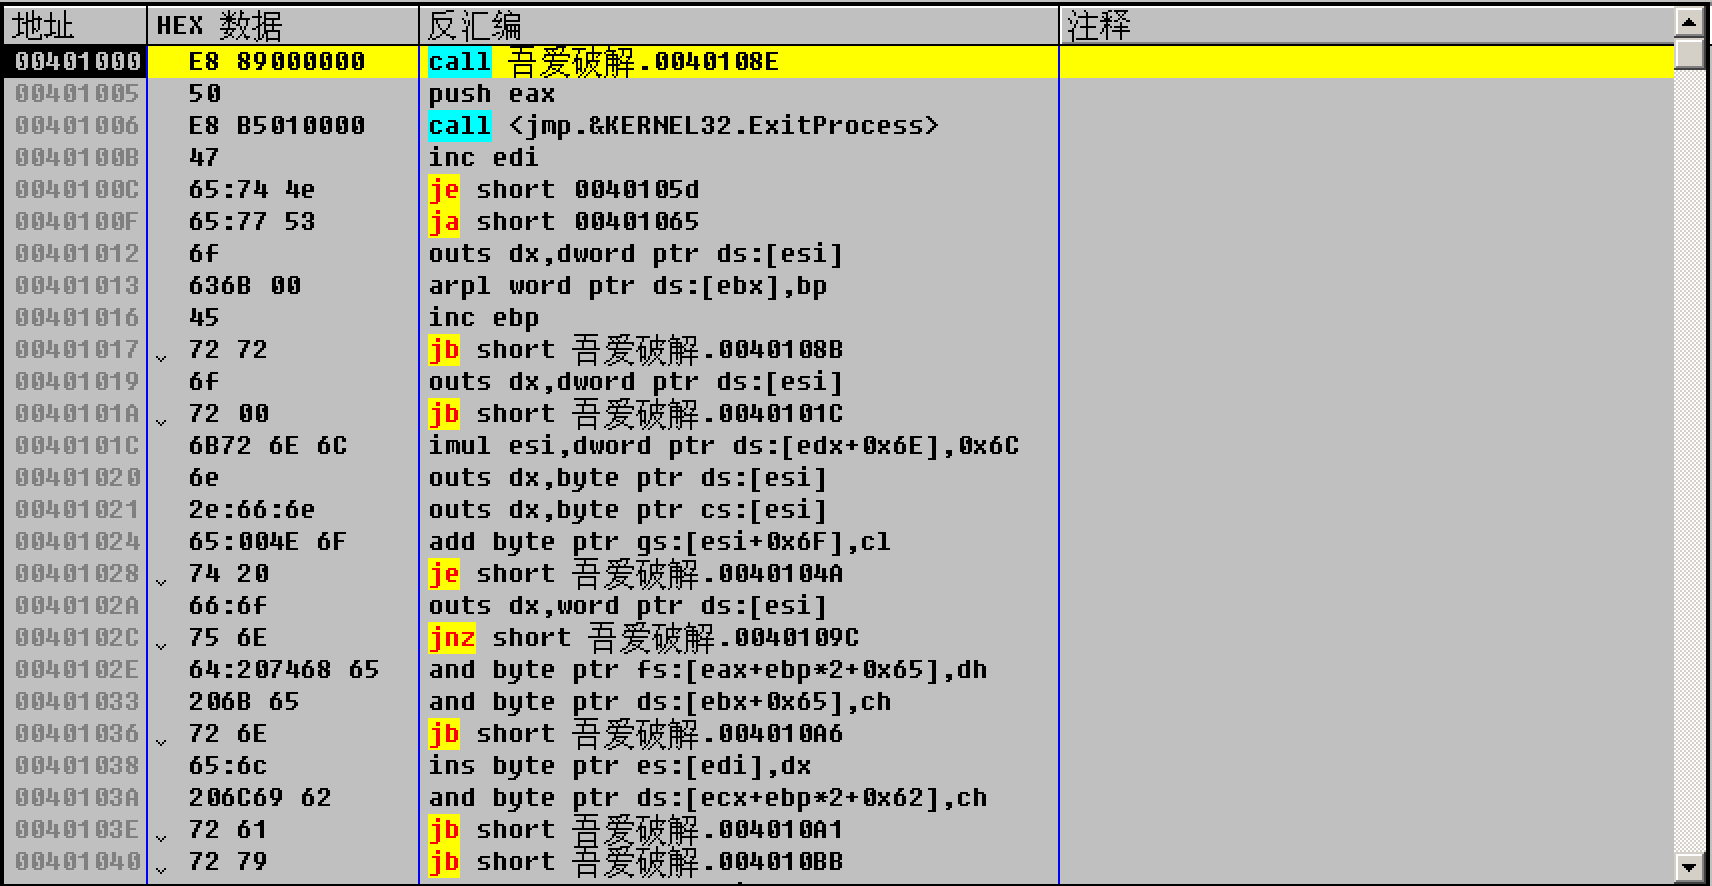 地址 HEX 数据 反汇编 注释
00401000 E8 89000000 call 吾爱破解.0040108E
00401005 50 push eax
00401006 E8 B5010000 call <jmp.&KERNEL32.ExitProcess>
0040100B 47 inc edi
0040100C 65:74 4e je short 0040105d
0040100F 65:77 53 ja short 00401065
00401012 6f outs dx,dword ptr ds:[esi]
00401013 636B 00 arpl word ptr ds:[ebx],bp
00401016 45 inc ebp
00401017 72 72 jb short 吾爱破解.0040108B
00401019 6f outs dx,dword ptr ds:[esi]
0040101A 72 00 jb short 吾爱破解.0040101C
0040101C 6B72 6E 6C imul esi,dword ptr ds:[edx+0x6E],0x6C
00401020 6e outs dx,byte ptr ds:[esi]
00401021 2e:66:6e outs dx,byte ptr cs:[esi]
00401024 65:004E 6F add byte ptr gs:[esi+0x6F],cl
00401028 74 20 je short 吾爱破解.0040104A
0040102A 66:6f outs dx,word ptr ds:[esi]
0040102C 75 6E jnz short 吾爱破解.0040109C
0040102E 64:207468 65 and byte ptr fs:[eax+ebp*2+0x65],dh
00401033 206B 65 and byte ptr ds:[ebx+0x65],ch
00401036 72 6E jb short 吾爱破解.004010A6
00401038 65:6c ins byte ptr es:[edi],dx
0040103A 206C69 62 and byte ptr ds:[ecx+ebp*2+0x62],ch
0040103E 72 61 jb short 吾爱破解.004010A1
00401040 72 79 jb short 吾爱破解.004010BB